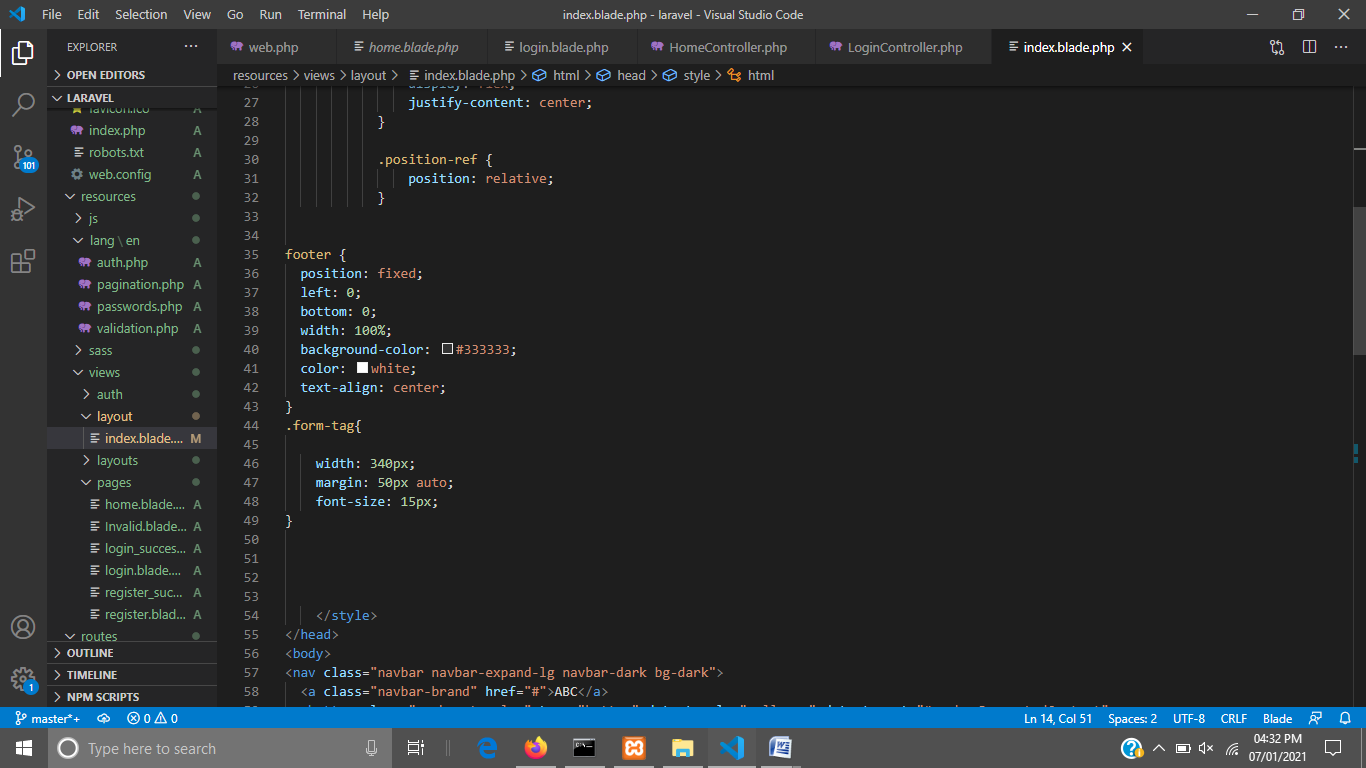 File Edit Selection View Go Run Terminal Help
index.blade.php - laravel - Visual Studio Code
EXPLORER
web.php
home.blade.php
login.blade.php
HomeController.php
LoginController.php
index.blade.php
OPEN EDITORS
resources > views > layout > index.blade.php > html > head > style > html
LARAVEL
favicon.ico A
index.php A
robots.txt A
web.config A
resources
js
lang \ en
auth.php A
pagination.php A
passwords.php A
validation.php A
sass
views
auth
layout
index.blade.... M
layouts
pages
home.blade.... A
Invalid.blade... A
login_succes... A
login.blade.... A
register_suc... A
register.blad... A
routes
OUTLINE
TIMELINE
NPM SCRIPTS
101
1
26 display: flex;
27 justify-content: center;
28 }
29
30 .position-ref {
31 position: relative;
32 }
33
34
35 footer {
36 position: fixed;
37 left: 0;
38 bottom: 0;
39 width: 100%;
40 background-color: #333333;
41 color: white;
42 text-align: center;
43 }
44 .form-tag{
45
46 width: 340px;
47 margin: 50px auto;
48 font-size: 15px;
49 }
50
51
52
53
54 </style>
55 </head>
56 <body>
57 <nav class="navbar navbar-expand-lg navbar-dark bg-dark">
58 <a class="navbar-brand" href="#">ABC</a>
master*+ 0 0
Ln 14, Col 51 Spaces: 2 UTF-8 CRLF Blade
Type here to search
04:32 PM
07/01/2021